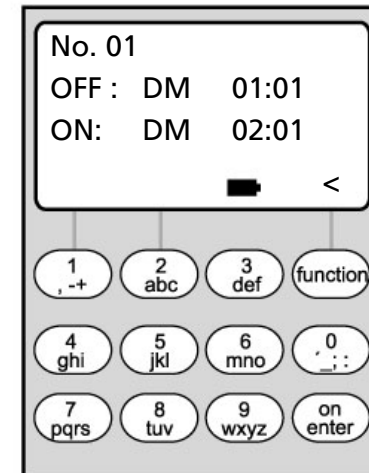 No. 01
OFF : DM 01:01
ON: DM 02:01
<
1 2 3 function
, -+ abc def
4 5 6 0
ghi jkl mno ´_; :
7 8 9 on
pqrs tuv wxyz enter